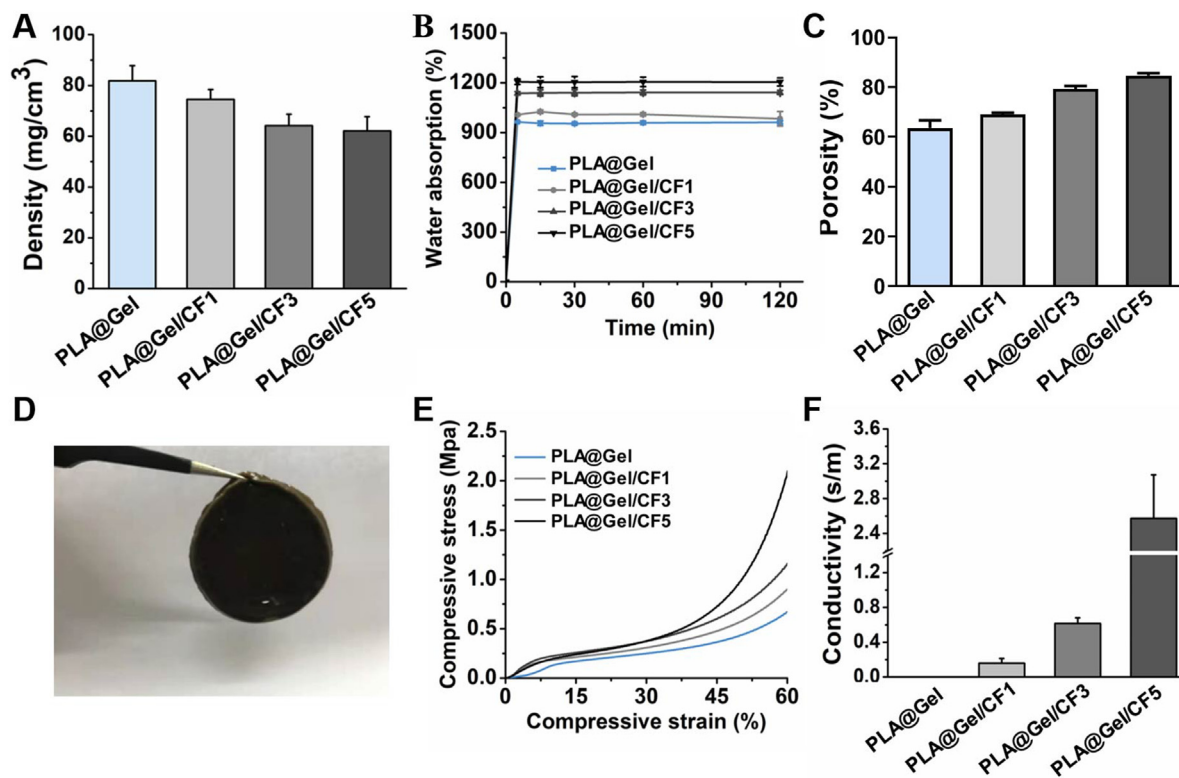 A
Density (mg/cm3)
100
80
60
40
20
0
PLA@Gel
PLA@Gel/CF1
PLA@Gel/CF3
PLA@Gel/CF5
B
Water absorption (%)
1500
1200
900
600
300
0
PLA@Gel
PLA@Gel/CF1
PLA@Gel/CF3
PLA@Gel/CF5
0 30 60 90 120
Time (min)
C
Porosity (%)
100
80
60
40
20
0
PLA@Gel
PLA@Gel/CF1
PLA@Gel/CF3
PLA@Gel/CF5
D
E
Compressive stress (Mpa)
2.5
2.0
1.5
1.0
0.5
0.0
PLA@Gel
PLA@Gel/CF1
PLA@Gel/CF3
PLA@Gel/CF5
0 15 30 45 60
Compressive strain (%)
F
Conductivity (s/m)
3.6
3.2
2.8
2.4
1.2
0.8
0.4
0.0
PLA@Gel
PLA@Gel/CF1
PLA@Gel/CF3
PLA@Gel/CF5